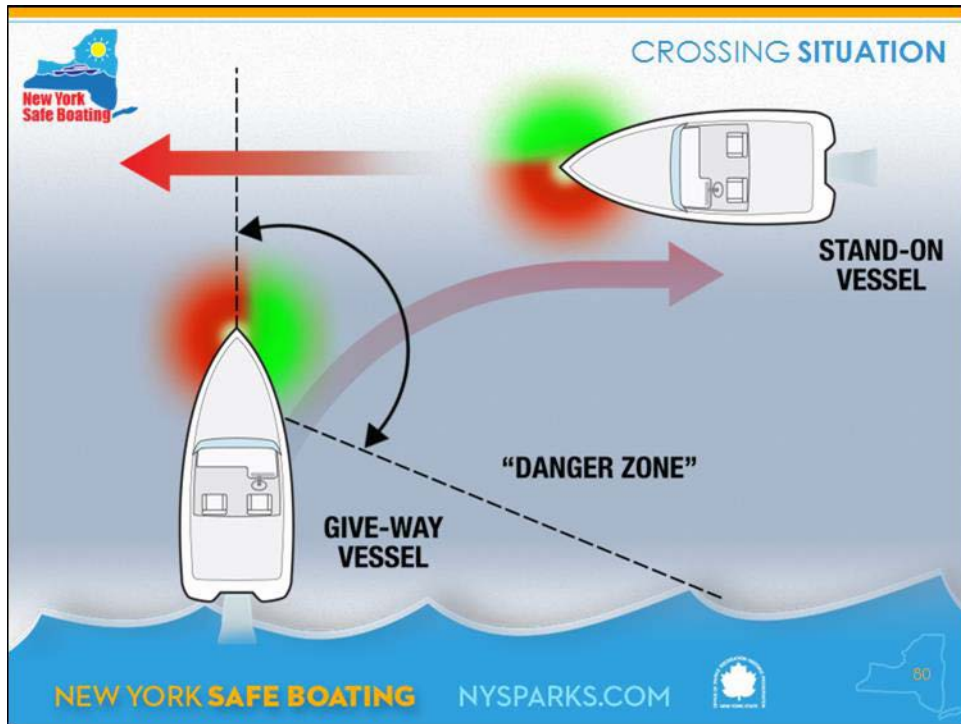 New York
Safe Boating
CROSSING SITUATION
STAND-ON
VESSEL
"DANGER ZONE"
GIVE-WAY
VESSEL
NEW YORK SAFE BOATING
NYSPARKS.COM
80